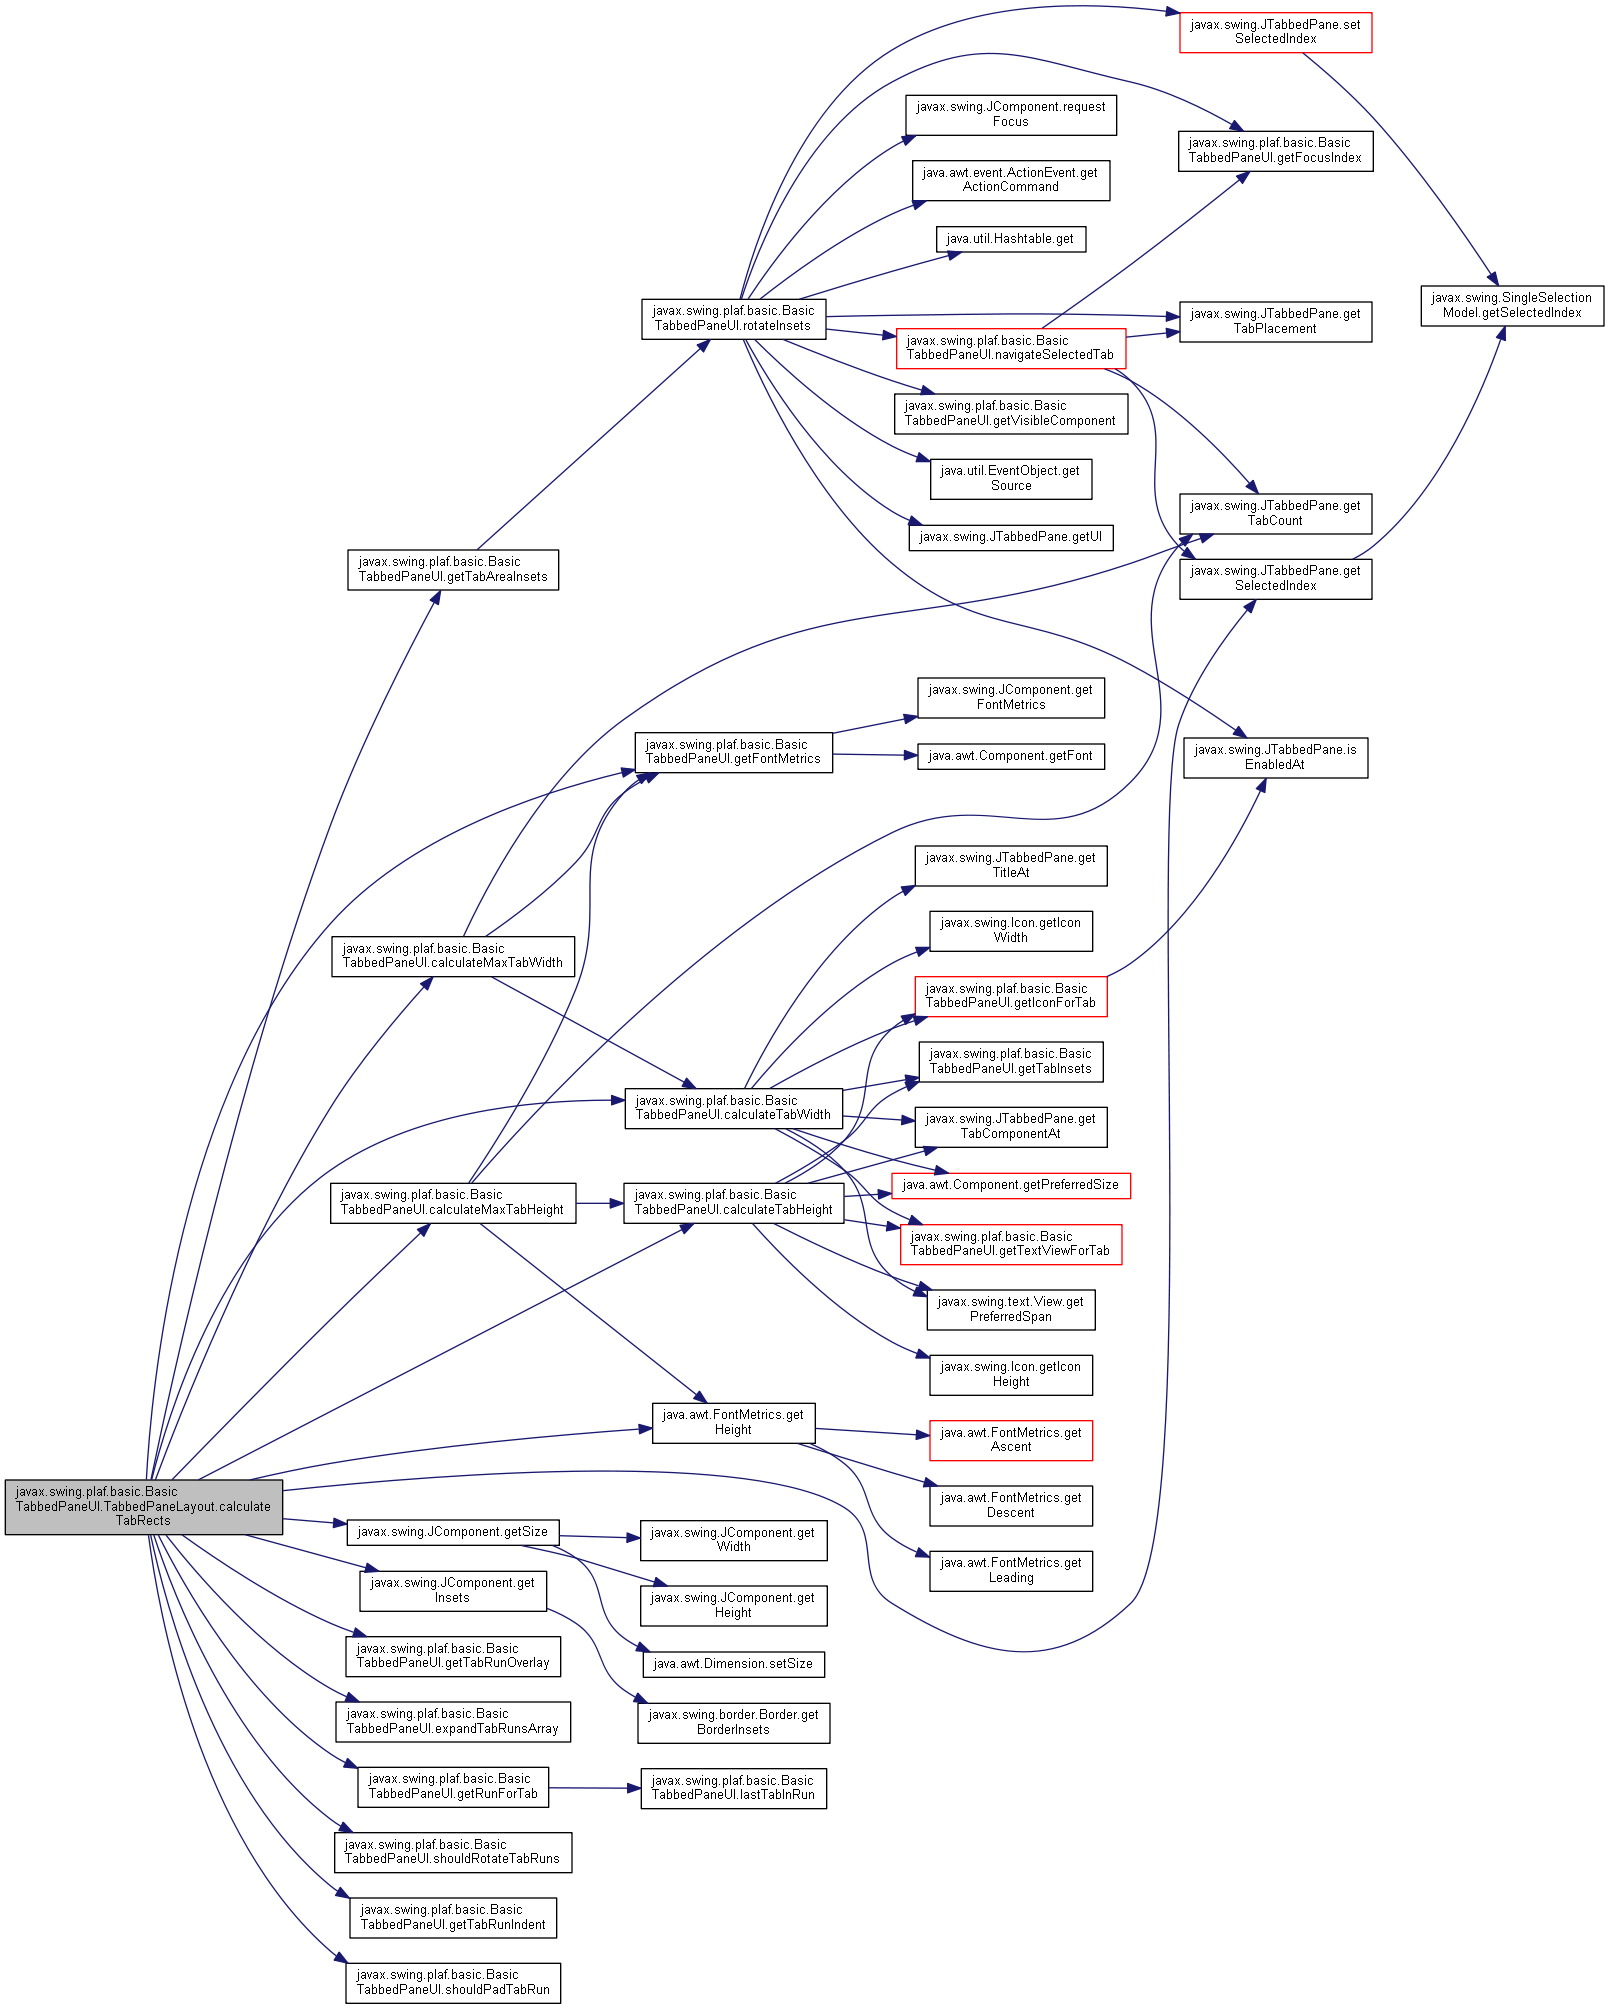 javax.swing.JTabbedPane.set
SelectedIndex
javax.swing.JComponent.request
Focus
javax.swing.plaf.basic.Basic
TabbedPaneUI.getFocusIndex
java.awt.event.ActionEvent.get
ActionCommand
java.util.Hashtable.get
javax.swing.SingleSelection
Model.getSelectedIndex
javax.swing.plaf.basic.Basic
TabbedPaneUI.rotateInsets
javax.swing.JTabbedPane.get
TabPlacement
javax.swing.plaf.basic.Basic
TabbedPaneUI.navigateSelectedTab
javax.swing.plaf.basic.Basic
TabbedPaneUI.getVisibleComponent
java.util.EventObject.get
Source
javax.swing.JTabbedPane.get
TabCount
javax.swing.JTabbedPane.getUI
javax.swing.plaf.basic.Basic
TabbedPaneUI.getTabAreaInsets
javax.swing.JTabbedPane.get
SelectedIndex
javax.swing.JComponent.get
FontMetrics
javax.swing.plaf.basic.Basic
TabbedPaneUI.getFontMetrics
java.awt.Component.getFont
javax.swing.JTabbedPane.is
EnabledAt
javax.swing.JTabbedPane.get
TitleAt
javax.swing.Icon.getIcon
Width
javax.swing.plaf.basic.Basic
TabbedPaneUI.calculateMaxTabWidth
javax.swing.plaf.basic.Basic
TabbedPaneUI.getIconForTab
javax.swing.plaf.basic.Basic
TabbedPaneUI.getTabInsets
javax.swing.plaf.basic.Basic
TabbedPaneUI.calculateTabWidth
javax.swing.JTabbedPane.get
TabComponentAt
java.awt.Component.getPreferredSize
javax.swing.plaf.basic.Basic
TabbedPaneUI.calculateMaxTabHeight
javax.swing.plaf.basic.Basic
TabbedPaneUI.calculateTabHeight
javax.swing.plaf.basic.Basic
TabbedPaneUI.getTextViewForTab
javax.swing.text.View.get
PreferredSpan
javax.swing.Icon.getIcon
Height
java.awt.FontMetrics.get
Height
java.awt.FontMetrics.get
Ascent
javax.swing.plaf.basic.Basic
TabbedPaneUI.TabbedPaneLayout.calculate
TabRects
java.awt.FontMetrics.get
Descent
javax.swing.JComponent.getSize
javax.swing.JComponent.get
Width
java.awt.FontMetrics.get
Leading
javax.swing.JComponent.get
Insets
javax.swing.JComponent.get
Height
javax.swing.plaf.basic.Basic
TabbedPaneUI.getTabRunOverlay
java.awt.Dimension.setSize
javax.swing.plaf.basic.Basic
TabbedPaneUI.expandTabRunsArray
javax.swing.border.Border.get
BorderInsets
javax.swing.plaf.basic.Basic
TabbedPaneUI.getRunForTab
javax.swing.plaf.basic.Basic
TabbedPaneUI.lastTabInRun
javax.swing.plaf.basic.Basic
TabbedPaneUI.shouldRotateTabRuns
javax.swing.plaf.basic.Basic
TabbedPaneUI.getTabRunIndent
javax.swing.plaf.basic.Basic
TabbedPaneUI.shouldPadTabRun